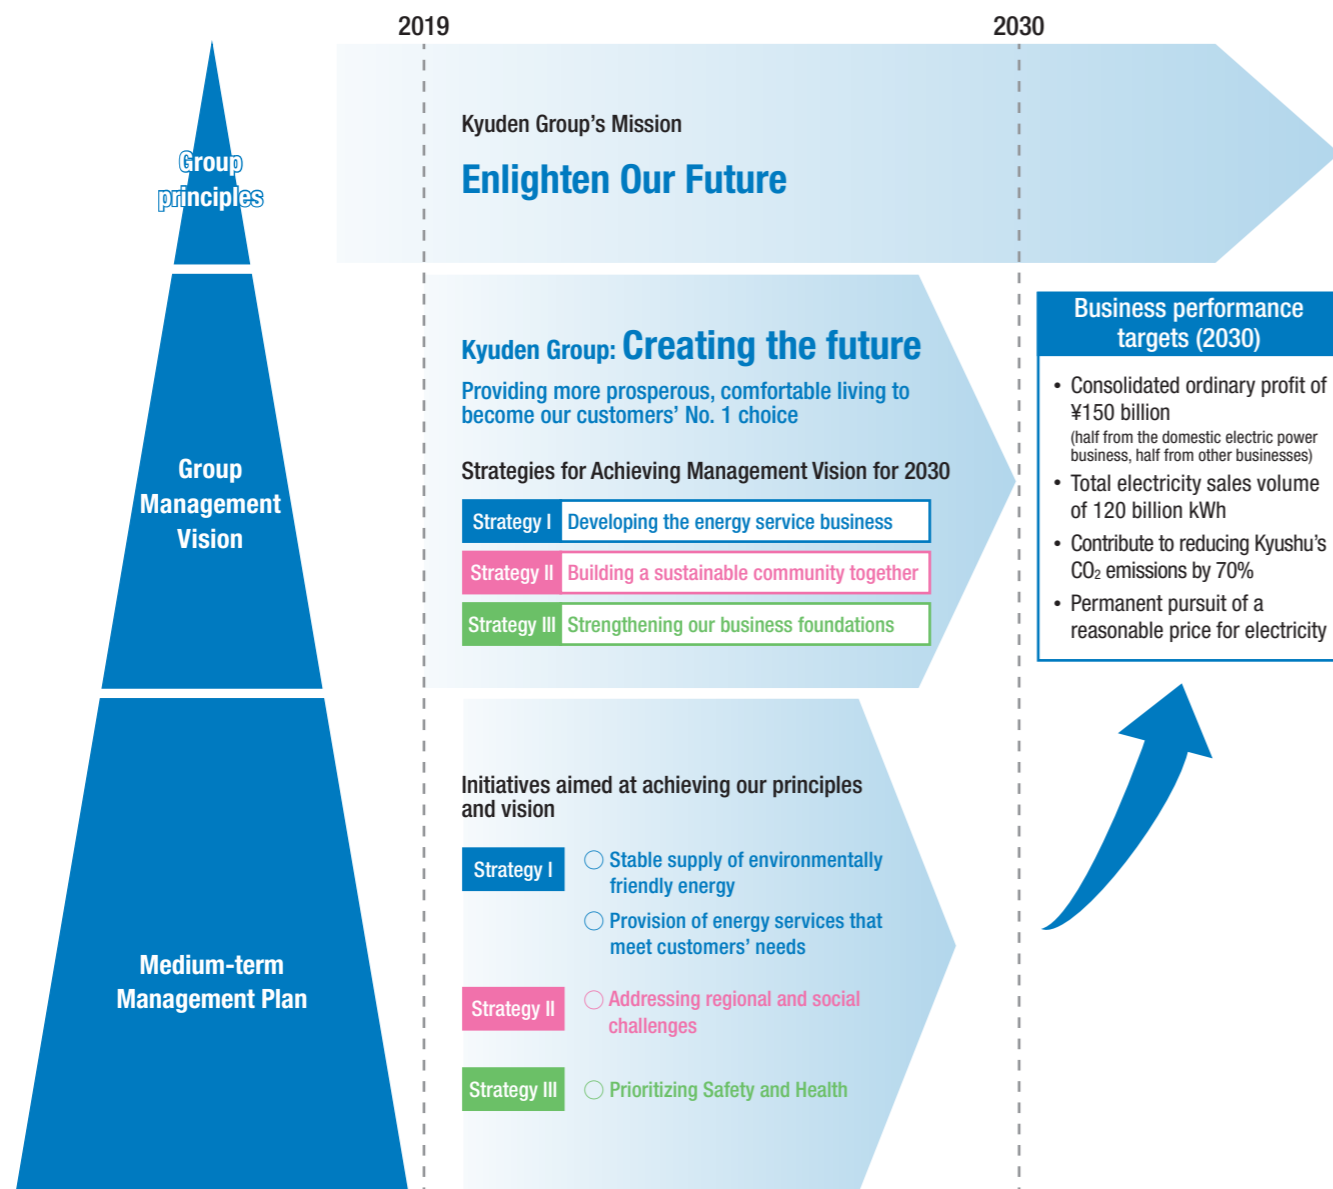 2019
2030
Group
principles
Kyuden Group's Mission
Enlighten Our Future
Group
Management
Vision
Kyuden Group: Creating the future
Providing more prosperous, comfortable living to
become our customers' No. 1 choice
Strategies for Achieving Management Vision for 2030
Strategy I Developing the energy service business
Strategy II Building a sustainable community together
Strategy III Strengthening our business foundations
Business performance
targets (2030)
• Consolidated ordinary profit of
¥150 billion
(half from the domestic electric power
business, half from other businesses)
• Total electricity sales volume
of 120 billion kWh
• Contribute to reducing Kyushu's
CO₂ emissions by 70%
• Permanent pursuit of a
reasonable price for electricity
Medium-term
Management Plan
Initiatives aimed at achieving our principles
and vision
Strategy I ○ Stable supply of environmentally
friendly energy
○ Provision of energy services that
meet customers' needs
Strategy II ○ Addressing regional and social
challenges
Strategy III ○ Prioritizing Safety and Health